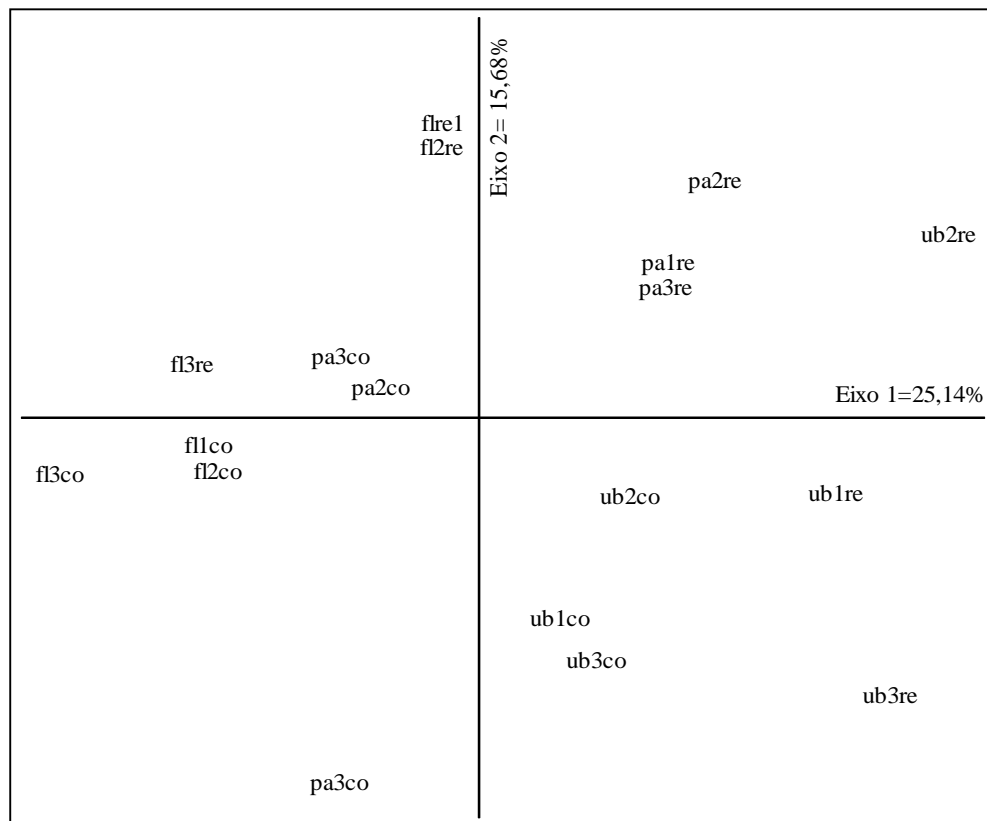 Eixo 2= 15,68%
flre1
fl2re
pa2re
ub2re
pa1re
pa3re
fl3re
pa3co
pa2co
Eixo 1=25,14%
fl1co
fl2co
fl3co
ub2co
ub1re
ub1co
ub3co
ub3re
pa3co